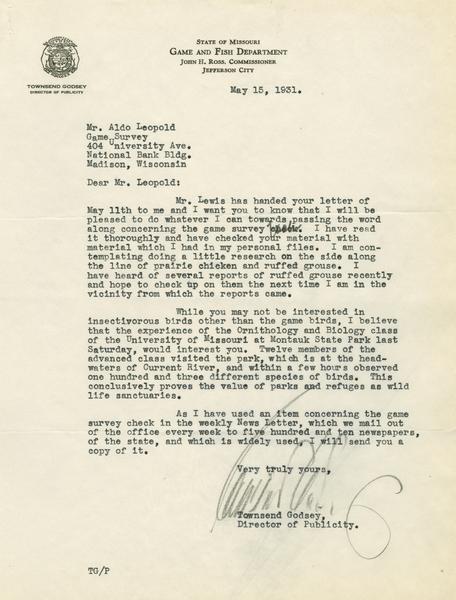 STATE OF MISSOURI
GAME AND FISH DEPARTMENT
JOHN H. ROSS, COMMISSIONER
JEFFERSON CITY
TOWNSEND GODSEY
DIRECTOR OF PUBLICITY
May 15, 1931.
Mr. Aldo Leopold
Game Survey
404 University Ave.
National Bank Bldg.
Madison, Wisconsin
Dear Mr. Leopold:
Mr. Lewis has handed your letter of
May 11th to me and I want you to know that I will be
pleased to do whatever I can towards passing the word
along concerning the game survey I have read
it thoroughly and have checked your material with
material which I had in my personal files. I am con-
templating doing a little research on the side along
the line of prairie chicken and ruffed grouse. I
have heard of several reports of ruffed grouse recently
and hope to check up on them the next time I am in the
vicinity from which the reports came.
While you may not be interested in
insectivorous birds other than the game birds, I believe
that the experience of the Ornitology and Biology class
of the University of Missouri at Montauk State Park last
Saturday, would interest you. Twelve members of the
advanced class visited the park, which is at the head-
waters of Current River, and within a few hours observed
one hundred and three different species of birds. This
conclusively proves the value of parks and refuges as wild
life sanctuaries.
As I have used an item concerning the game
survey check in the weekly News Letter, which we mail out
of the office every week to five hundred and ten newspapers,
of the state, and which is widely used, I will send you a
copy of it.
Very truly yours,
Townsend Godsey,
Director of Publicity.
TG/P